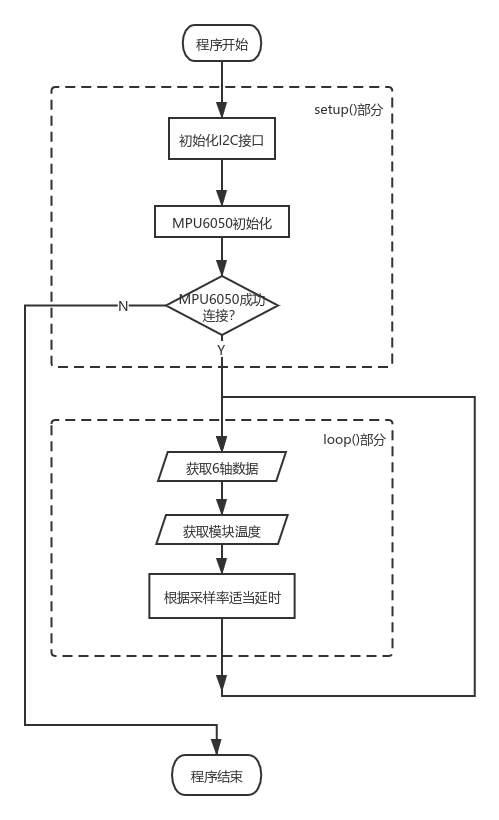 程序开始
setup()部分
初始化I2C接口
MPU6050初始化
MPU6050成功
连接？
N
Y
loop()部分
获取6轴数据
获取模块温度
根据采样率适当延时
程序结束